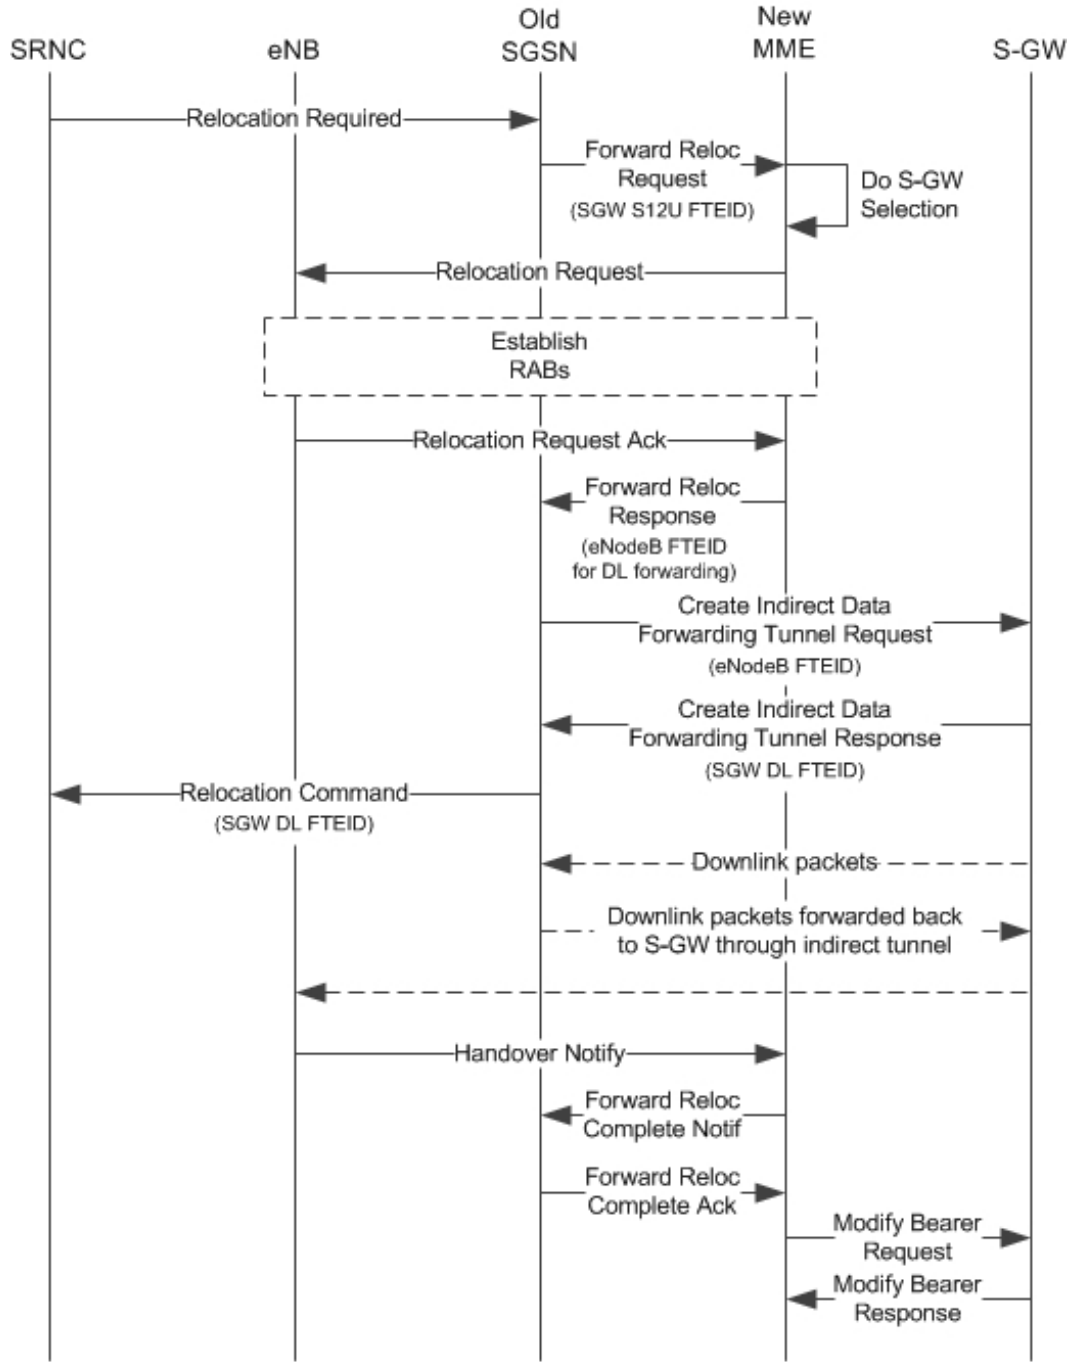 Old
New
SRNC
eNB
SGSN
MME
S-GW
Relocation Required
Forward Reloc
Request
(SGW S12U FTEID)
Do S-GW
Selection
Relocation Request
Establish
RABs
Relocation Request Ack
Forward Reloc
Response
(eNodeB FTEID
for DL forwarding)
Create Indirect Data
Forwarding Tunnel Request
(eNodeB FTEID)
Create Indirect Data
Forwarding Tunnel Response
(SGW DL FTEID)
Relocation Command
(SGW DL FTEID)
Downlink packets
Downlink packets forwarded back
to S-GW through indirect tunnel
Handover Notify
Forward Reloc
Complete Notif
Forward Reloc
Complete Ack
Modify Bearer
Request
Modify Bearer
Response